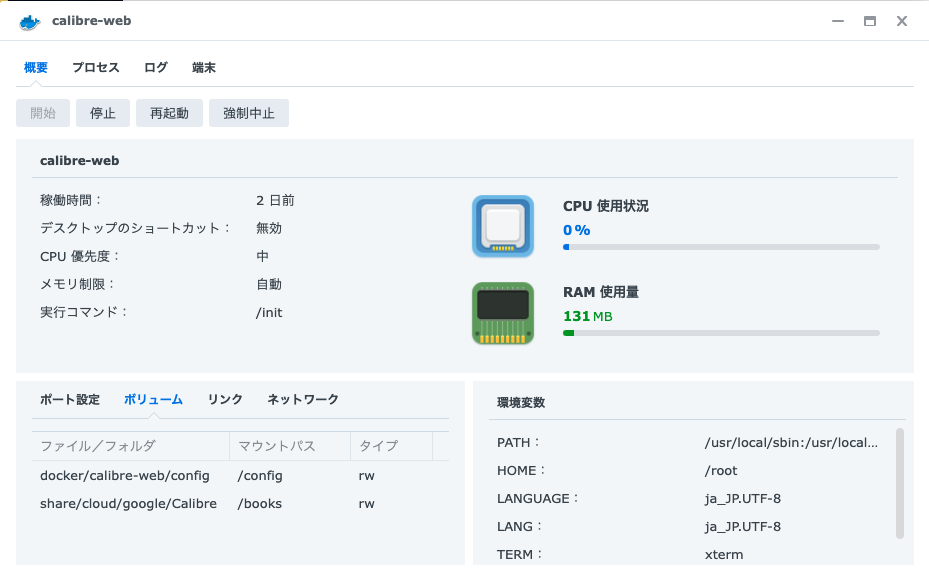 calibre-web
概要 プロセス ログ 端末
開始 停止 再起動 強制中止
calibre-web
稼働時間： 2 日前
デスクトップのショートカット： 無効
CPU 優先度： 中
メモリ制限： 自動
実行コマンド： /init
CPU 使用状況
0 %
RAM 使用量
131 MB
ポート設定 ボリューム リンク ネットワーク
ファイル／フォルダ マウントパス タイプ
docker/calibre-web/config /config rw
share/cloud/google/Calibre /books rw
環境変数
PATH： /usr/local/sbin:/usr/local...
HOME： /root
LANGUAGE： ja_JP.UTF-8
LANG： ja_JP.UTF-8
TERM： xterm